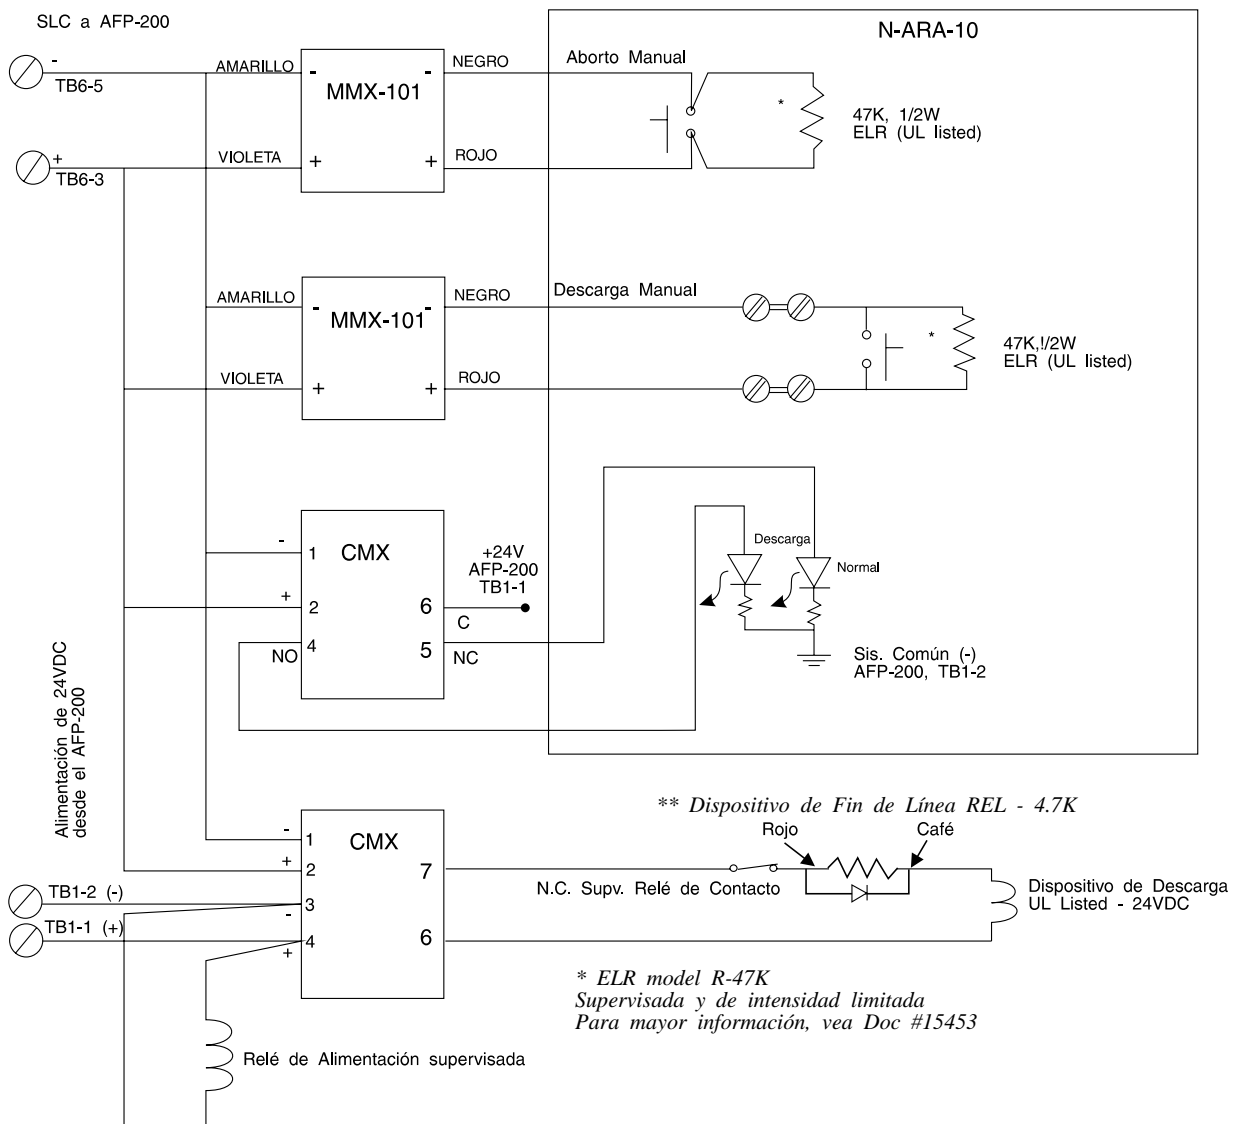 SLC a AFP-200
N-ARA-10
-
TB6-5
AMARILLO
-
MMX-101
-
NEGRO
Aborto Manual
*
47K, 1/2W
ELR (UL listed)
+
TB6-3
VIOLETA
+
+
ROJO
AMARILLO
-
MMX-101
-
NEGRO
Descarga Manual
*
47K,!/2W
ELR (UL listed)
VIOLETA
+
+
ROJO
-
1
CMX
+24V
AFP-200
TB1-1
Descarga
Normal
+
2
6
C
NO
4
5
NC
Sis. Común (-)
AFP-200, TB1-2
Alimentación de 24VDC
desde el AFP-200
** Dispositivo de Fin de Línea REL - 4.7K
Rojo
Café
-
1
CMX
+
2
7
N.C. Supv. Relé de Contacto
Dispositivo de Descarga
UL Listed - 24VDC
TB1-2 (-)
3
-
TB1-1 (+)
4
+
6
* ELR model R-47K
Supervisada y de intensidad limitada
Para mayor información, vea Doc #15453
Relé de Alimentación supervisada